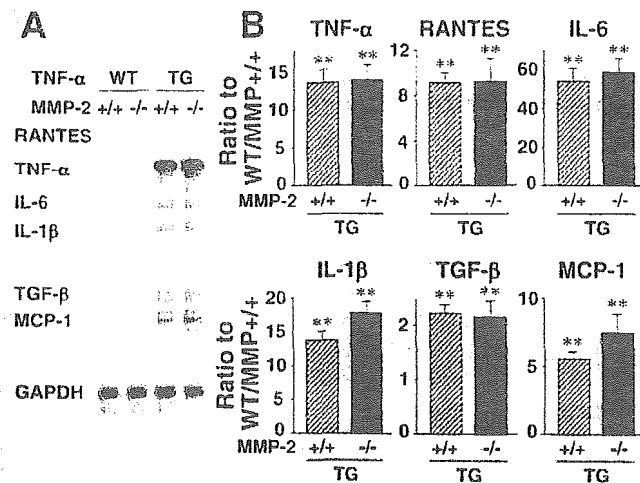 A
TNF-α WT TG
MMP-2 +/+ -/- +/+ -/-
RANTES
TNF-α
IL-6
IL-1β
TGF-β
MCP-1
GAPDH
B
TNF-α RANTES IL-6
Ratio to
WT/MMP+/+
15
10
5
0
12
8
4
0
60
40
20
0
** ** ** ** ** **
MMP-2 +/+ -/- +/+ -/- +/+ -/-
TG TG TG
IL-1β TGF-β MCP-1
Ratio to
WT/MMP+/+
20
15
10
5
0
2
1
0
10
5
0
** ** ** ** ** **
MMP-2 +/+ -/- +/+ -/- +/+ -/-
TG TG TG